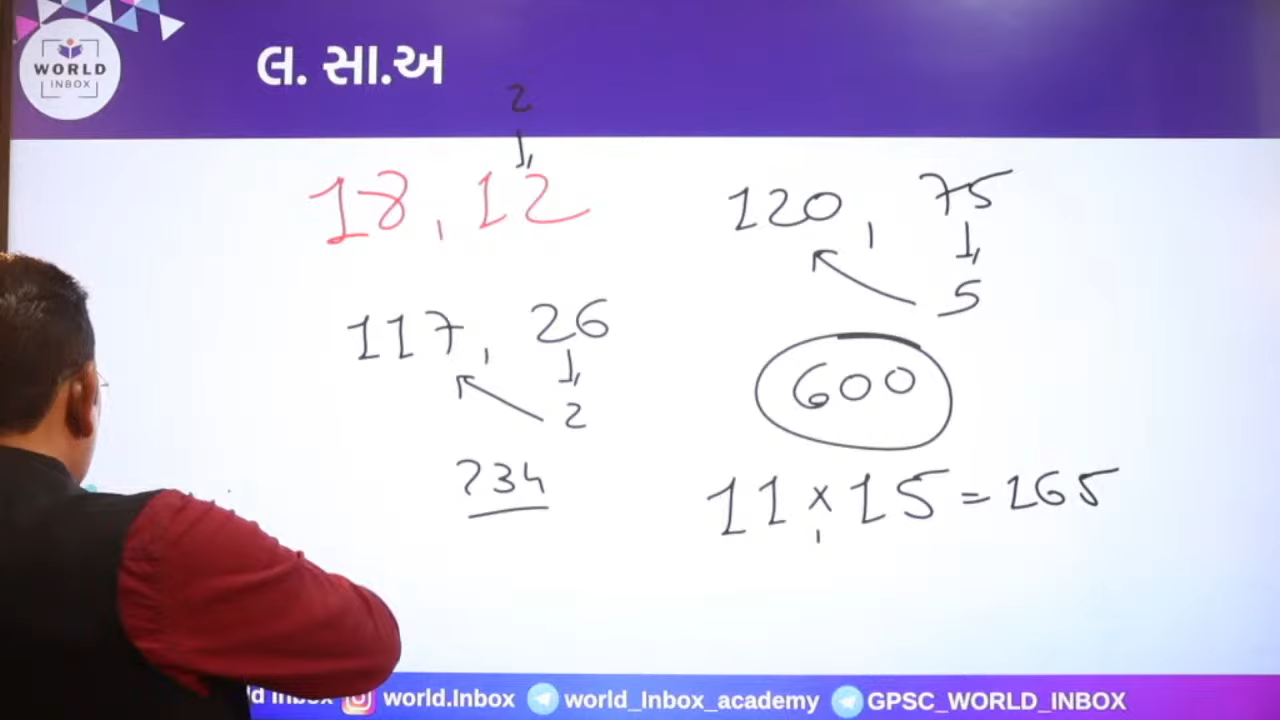 WORLD
INBOX
લ. સા.અ
2
18, 12
117, 26
2
234
120, 75
5
600
11 x 15 = 165
world.Inbox
world_Inbox_academy
GPSC_WORLD_INBOX